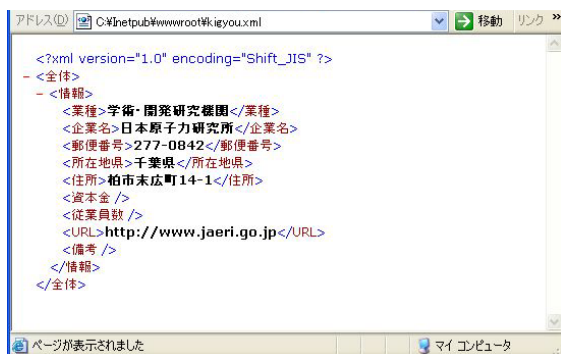 アドレス(D) C:¥Inetpub¥wwwroot¥kigyou.xml 移動 リンク »
<?xml version="1.0" encoding="Shift_JIS" ?>
- <全体>
- <情報>
<業種>学術・開発研究機関</業種>
<企業名>日本原子力研究所</企業名>
<郵便番号>277-0842</郵便番号>
<所在地県>千葉県</所在地県>
<住所>柏市末広町14-1</住所>
<資本金 />
<従業員数 />
<URL>http://www.jaeri.go.jp</URL>
<備考 />
</情報>
</全体>
ページが表示されました マイ コンピュータ